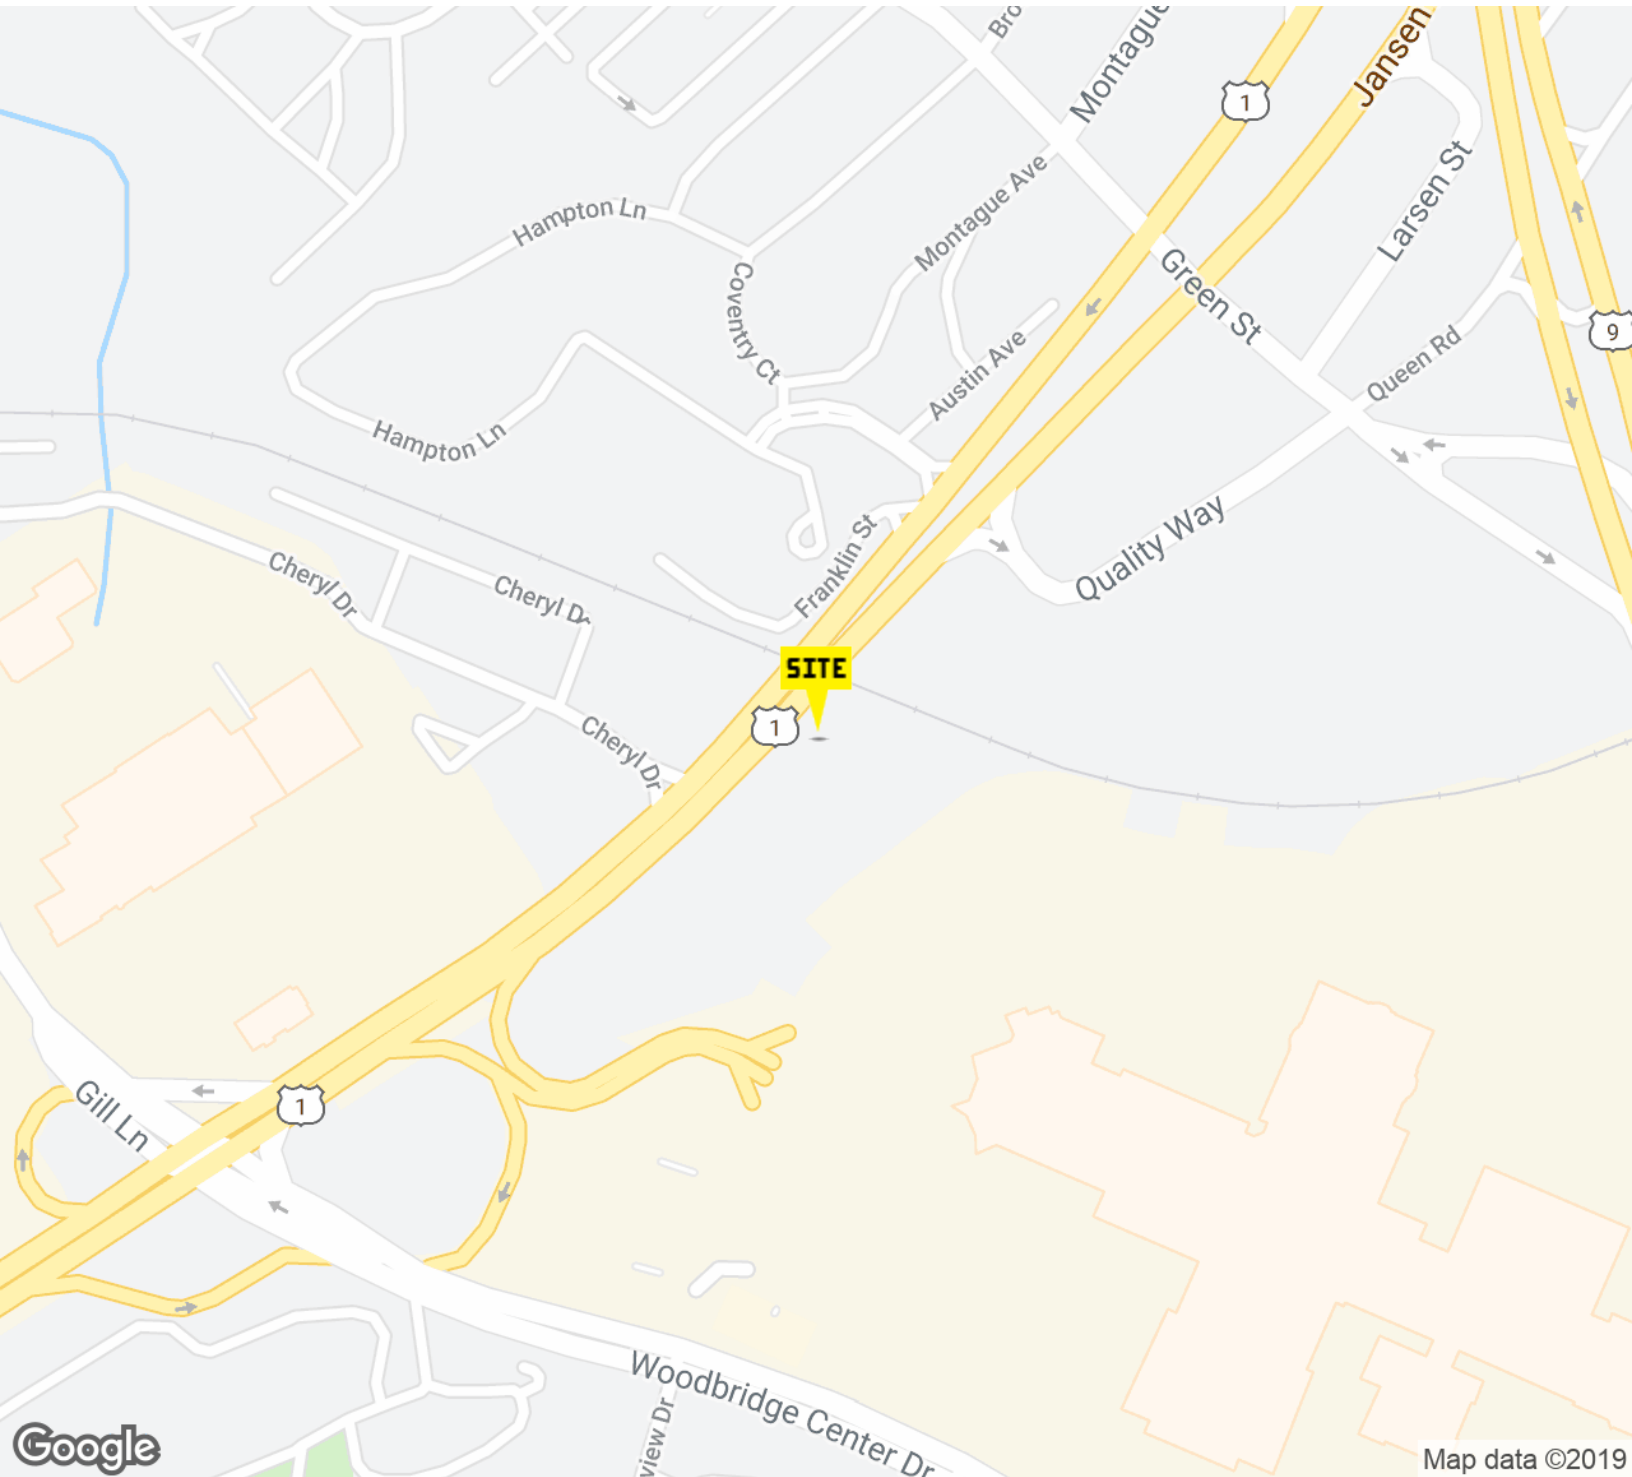 Bro
Montague
Jansen
1
Larsen St
Montague Ave
Hampton Ln
Green St
Coventry Ct
Queen Rd
9
Austin Ave
Hampton Ln
Quality Way
Franklin St
Cheryl Dr
Cheryl Dr
SITE
1
Cheryl Dr
1
Gill Ln
Woodbridge Center Dr
view Dr
Google
Map data ©2019